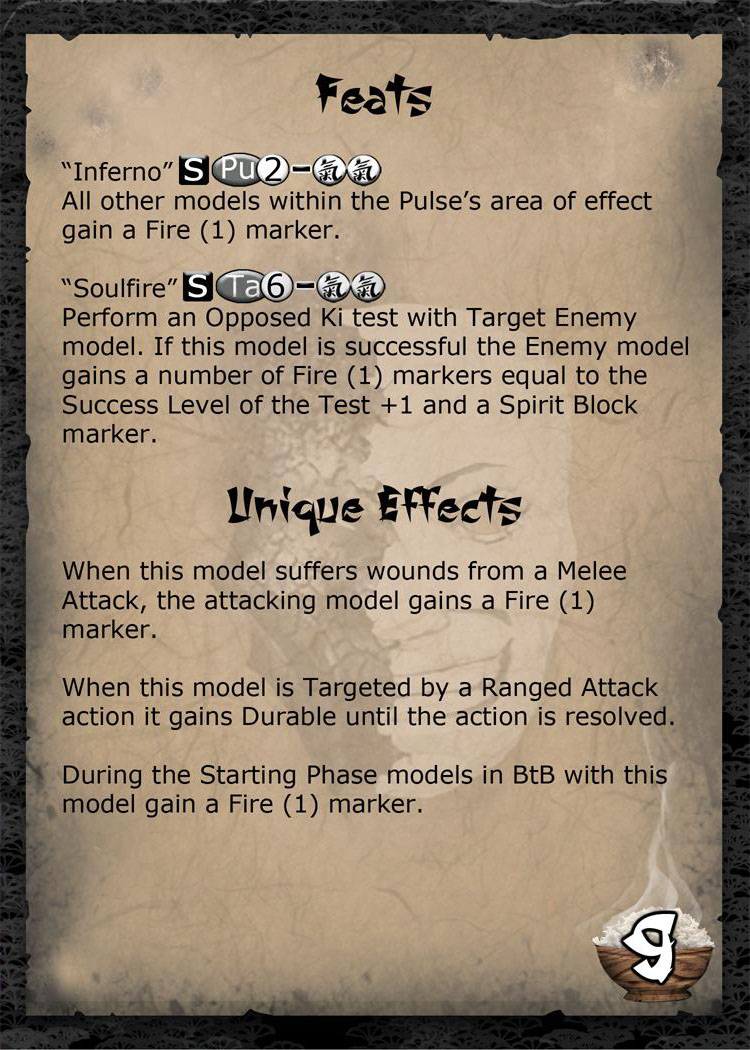 Feats
“Inferno” S Pu 2 - 氣 氣
All other models within the Pulse’s area of effect
gain a Fire (1) marker.
“Soulfire” S Ta 6 - 氣 氣
Perform an Opposed Ki test with Target Enemy
model. If this model is successful the Enemy model
gains a number of Fire (1) markers equal to the
Success Level of the Test +1 and a Spirit Block
marker.
Unique Effects
When this model suffers wounds from a Melee
Attack, the attacking model gains a Fire (1)
marker.
When this model is Targeted by a Ranged Attack
action it gains Durable until the action is resolved.
During the Starting Phase models in BtB with this
model gain a Fire (1) marker.
9